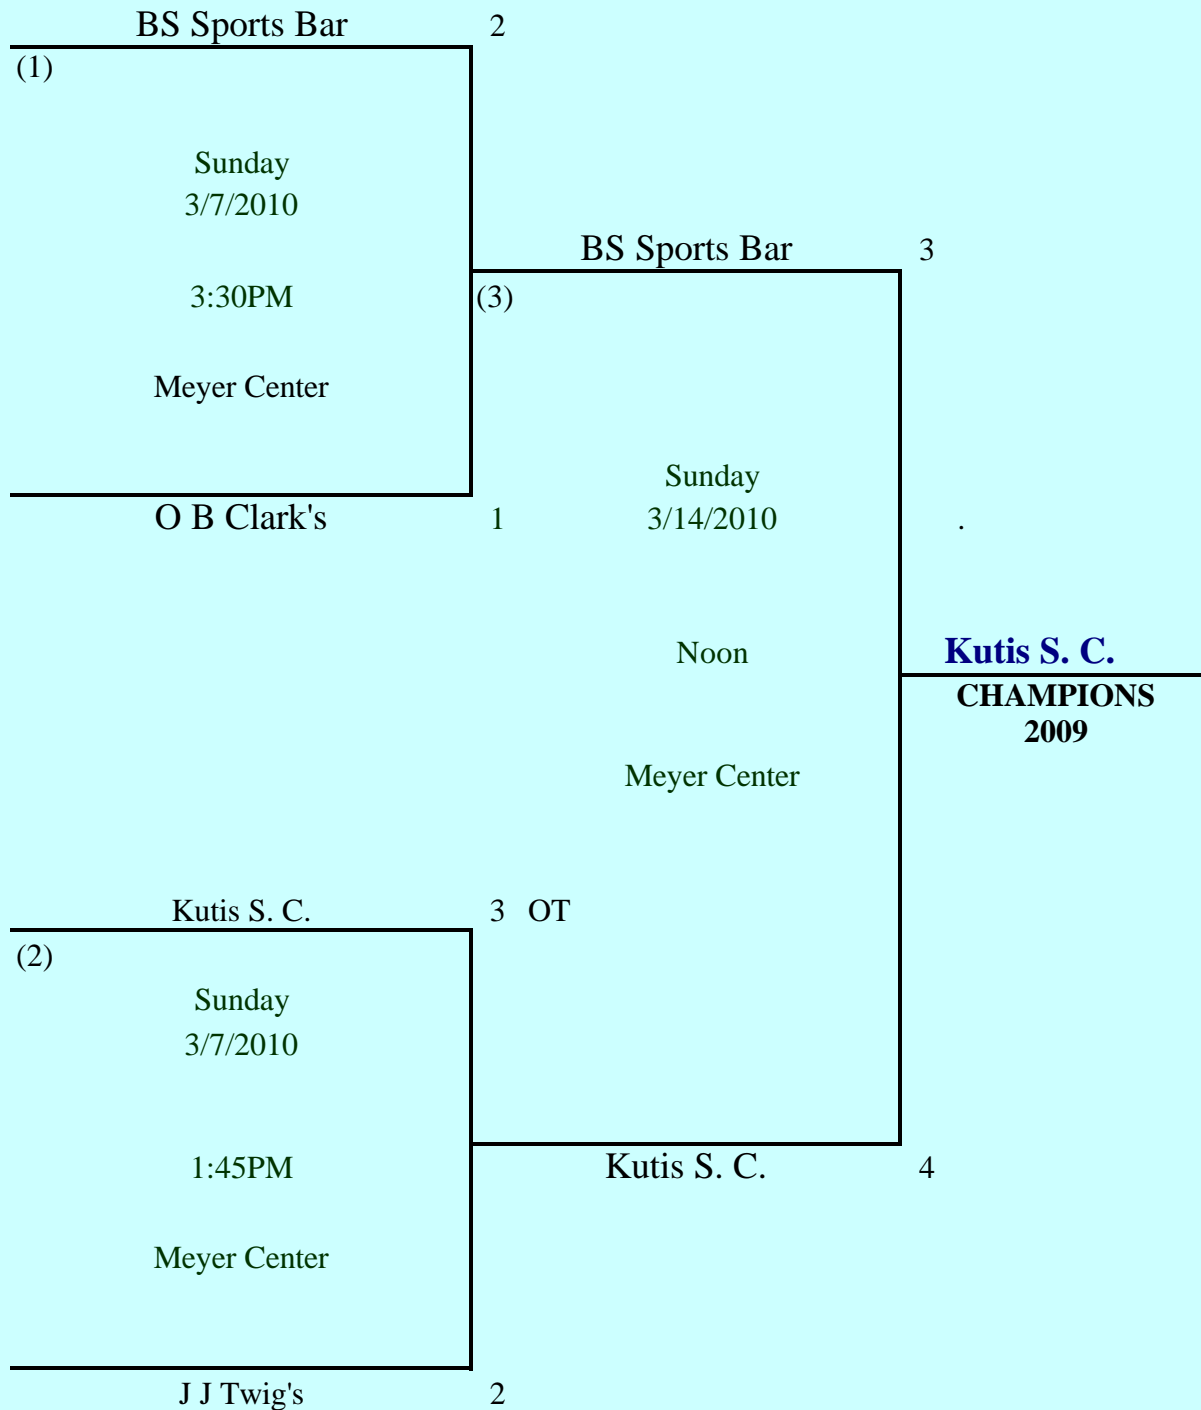 BS Sports Bar 2
(1)
Sunday
3/7/2010
BS Sports Bar 3
3:30PM (3)
Meyer Center
Sunday
O B Clark's 1 3/14/2010 .
Noon Kutis S. C.
CHAMPIONS
2009
Meyer Center
Kutis S. C. 3 OT
(2)
Sunday
3/7/2010
1:45PM Kutis S. C. 4
Meyer Center
J J Twig's 2